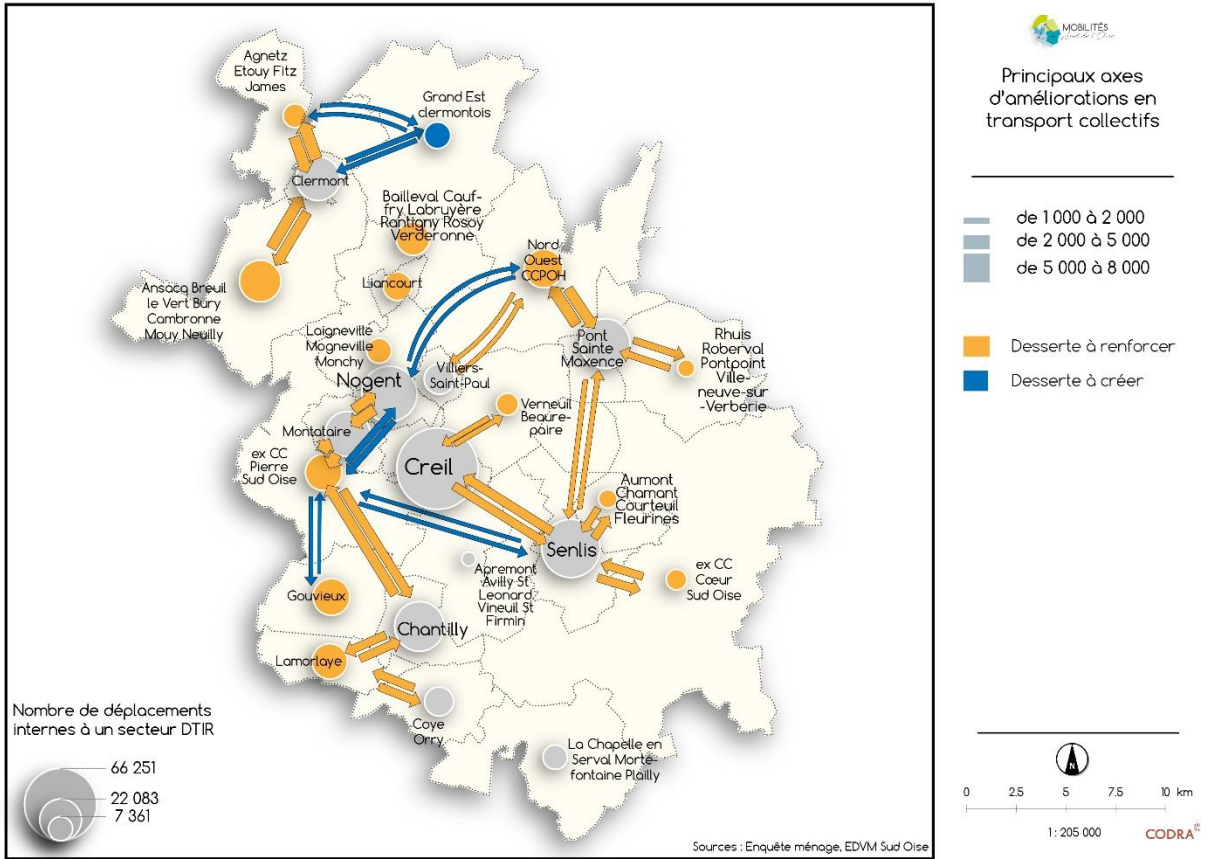 Agnetz
Etouy Fitz
James
Grand Est
clermontois
Clermont
Bailleval Cauf-
fry Labruyère
Rantigny Rosoy
Verderonne
Nord
Ouest
CCPOH
Liancourt
Ansacq Breuil
le Vert Bury
Cambronne
Mouy Neuilly
Laigneville
Mogneville
Monchy
Pont
Sainte
Maxence
Rhuis
Roberval
Pontpoint
Ville-
neuve-sur
-Verberie
Nogent
Villiers-
Saint-Paul
Verneuil
Beaure-
paire
Montataire
ex CC
Pierre
Sud Oise
Creil
Aumont
Chamant
Courteuil
Fleurines
Senlis
Apremont
Avilly St
Leonard
Vineuil St
Firmin
ex CC
Cœur
Sud Oise
Gouvieux
Chantilly
Lamorlaye
Coye
Orry
La Chapelle en
Serval Morte-
fontaine Plailly
Nombre de déplacements
internes à un secteur DTIR
66 251
22 083
7 361
Sources : Enquête ménage, EDVM Sud Oise
MOBILITÉS
Sud de l'Oise
Principaux axes
d'améliorations en
transport collectifs
de 1 000 à 2 000
de 2 000 à 5 000
de 5 000 à 8 000
Desserte à renforcer
Desserte à créer
N
0 2.5 5 7.5 10 km
1 : 205 000
CODRA